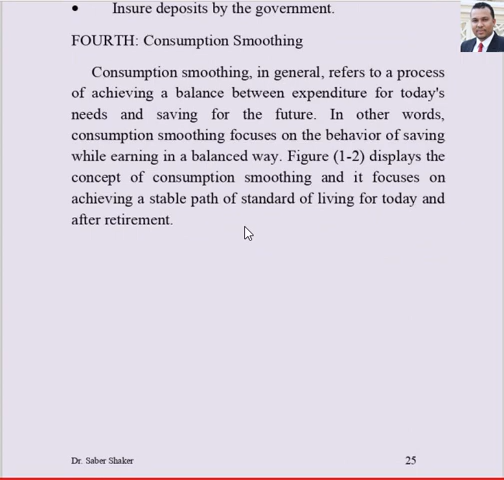 • Insure deposits by the government.
FOURTH: Consumption Smoothing
Consumption smoothing, in general, refers to a process
of achieving a balance between expenditure for today's
needs and saving for the future. In other words,
consumption smoothing focuses on the behavior of saving
while earning in a balanced way. Figure (1-2) displays the
concept of consumption smoothing and it focuses on
achieving a stable path of standard of living for today and
after retirement.
Dr. Saber Shaker 25